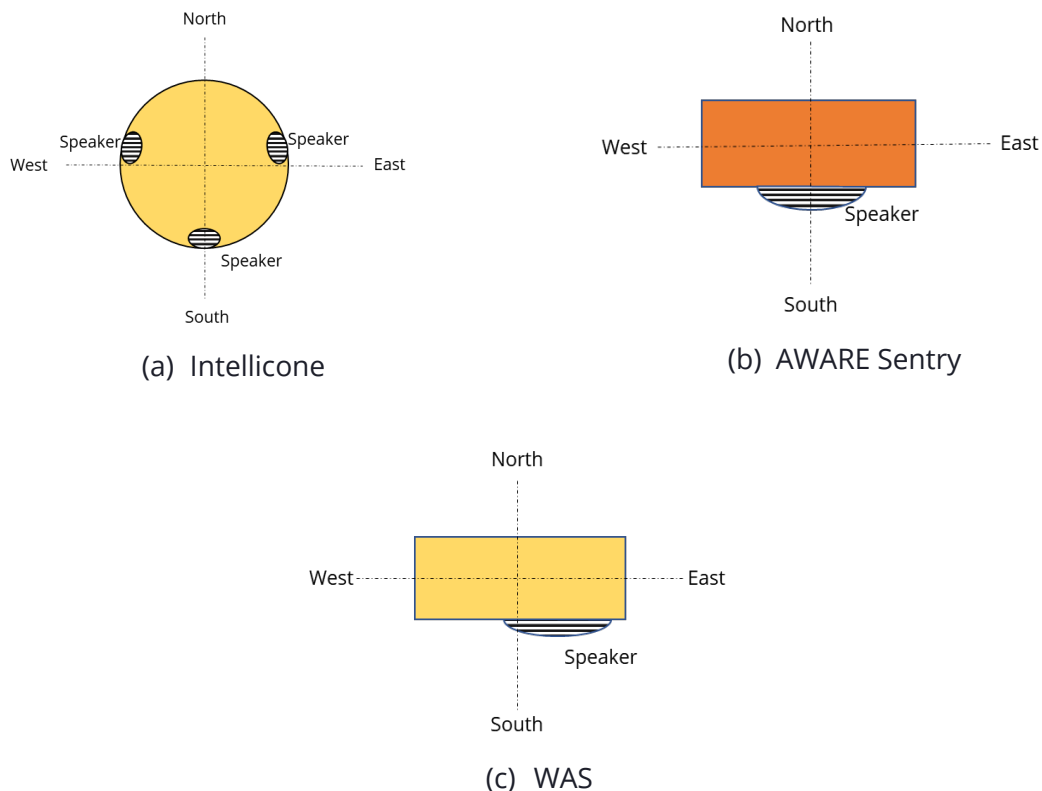 North
Speaker
Speaker
West
East
Speaker
South
(a) Intellicone
North
West
East
Speaker
South
(b) AWARE Sentry
North
West
East
Speaker
South
(c) WAS